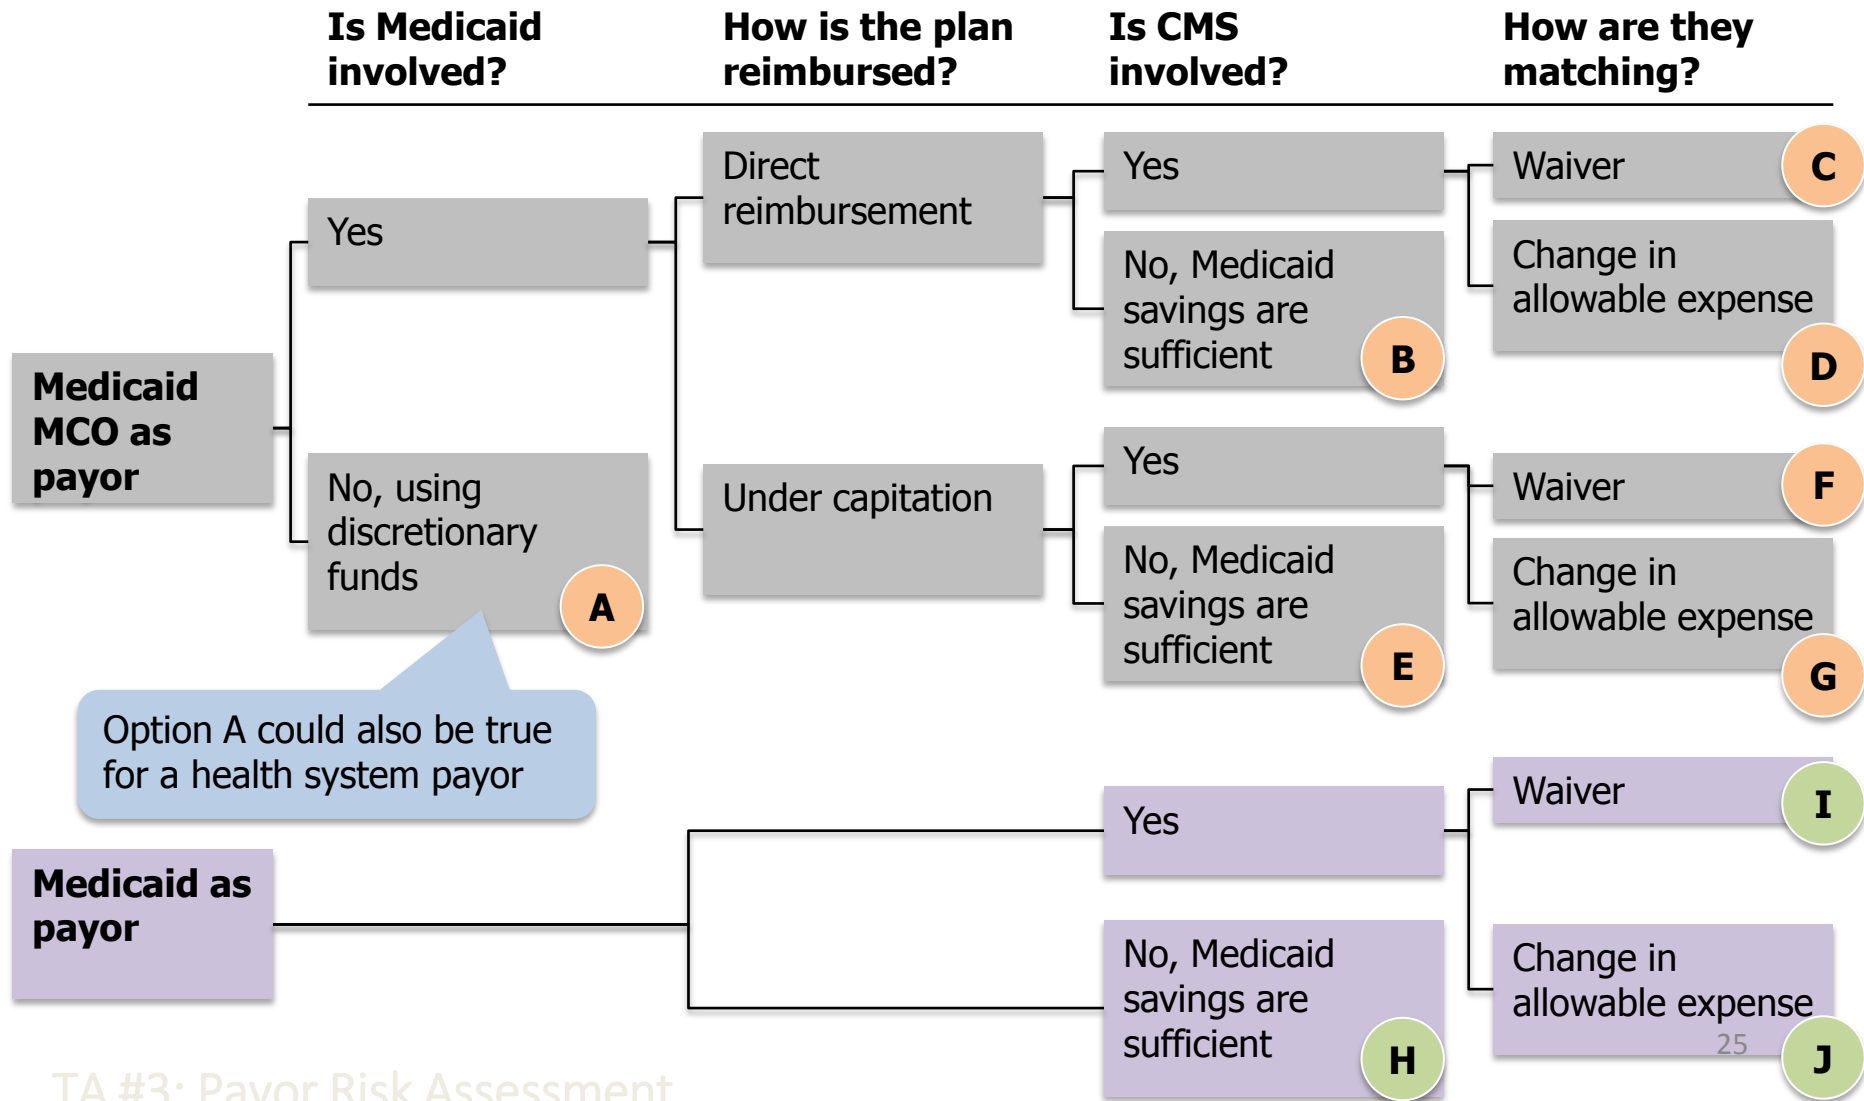 Is Medicaid
involved?
How is the plan
reimbursed?
Is CMS
involved?
How are they
matching?
Medicaid
MCO as
payor
Yes
No, using
discretionary
funds
A
Direct
reimbursement
Under capitation
Yes
No, Medicaid
savings are
sufficient
B
Yes
No, Medicaid
savings are
sufficient
E
Waiver
C
Change in
allowable expense
D
Waiver
F
Change in
allowable expense
G
Option A could also be true
for a health system payor
Medicaid as
payor
Yes
No, Medicaid
savings are
sufficient
H
Waiver
I
Change in
allowable expense
J
25
TA #3: Payor Risk Assessment